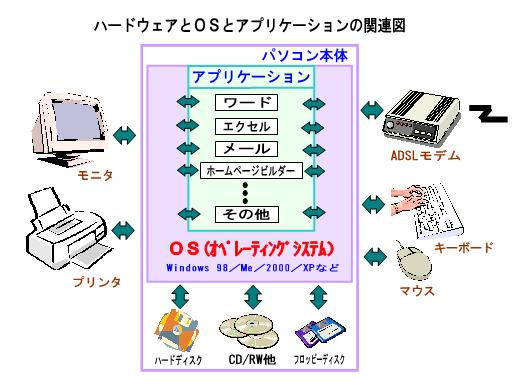 ハードウェアとOSとアプリケーションの関連図
パソコン本体
アプリケーション
ワード
エクセル
メール
ホームページビルダー
その他
OS(オペレーティングシステム)
Windows 98/Me/2000/XPなど
モニタ
プリンタ
ADSLモデム
キーボード
マウス
ハードディスク
CD/RW他
フロッピーディスク